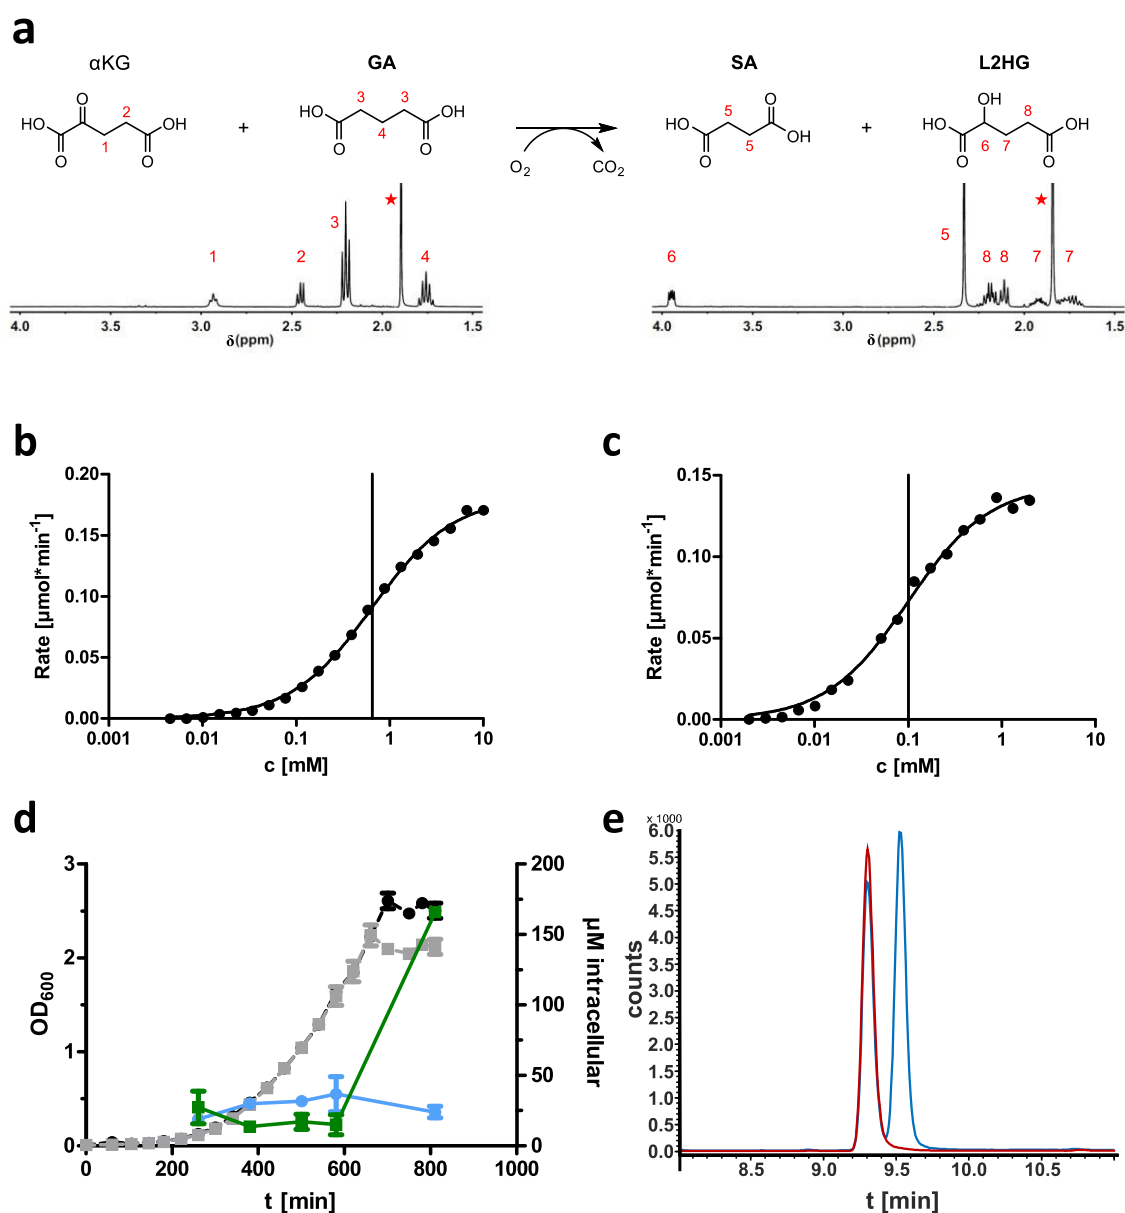 a
αKG
GA
SA
L2HG
O
HO
OH
O
O
1
2
+
HO
OH
O
O
3
3
4
O2
CO2
HO
O
O
OH
5
5
+
OH
HO
OH
O
O
6
7
8
1
2
3
★
4
4.0 3.0 2.5 2.0 1.5
δ(ppm)
6
5
8 8
7
★
7
4.0 3.0 2.5 2.0 1.5
δ(ppm)
b
0.20
0.15
0.10
0.05
0.00
Rate [µmol*min-1]
0.001 0.01 0.1 1 10
c [mM]
c
0.15
0.10
0.05
0.00
Rate [µmol*min-1]
0.001 0.01 0.1 1 10
c [mM]
d
3
2
1
0
OD600
200
150
100
50
0
µM intracellular
0 200 400 600 800 1000
t [min]
e
x 1000
6.0
5.5
5.0
4.5
4.0
3.5
3.0
2.5
2.0
1.5
1.0
0.5
0.0
counts
8.5 9.0 9.5 10.0 10.5
t [min]